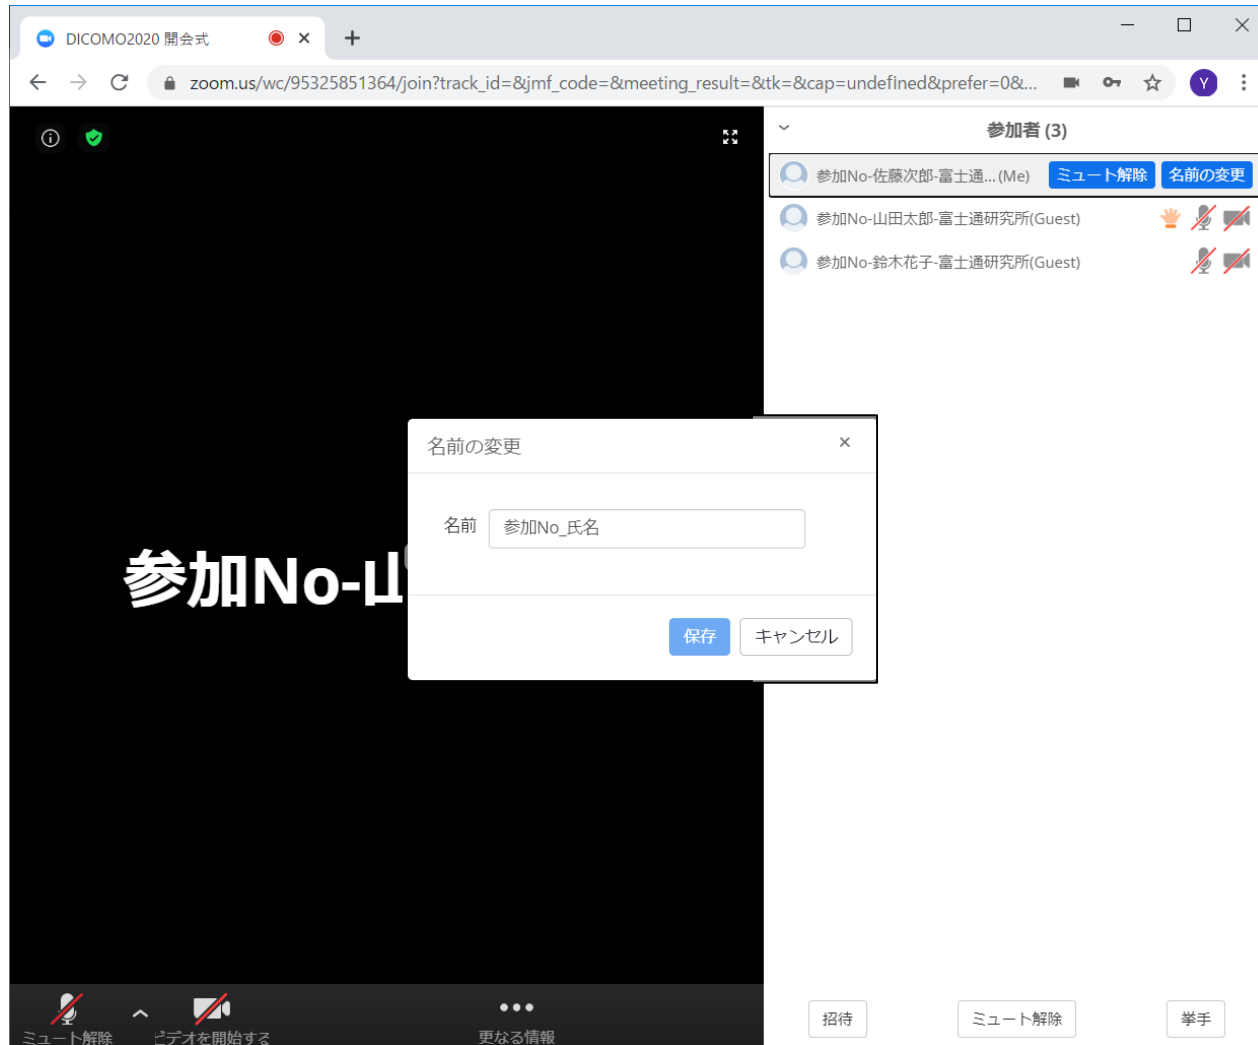 DICOMO2020 開会式
zoom.us/wc/95325851364/join?track_id=&jmf_code=&meeting_result=&tk=&cap=undefined&prefer=0&...
Y
参加者 (3)
参加No-佐藤次郎-富士通...(Me) ミュート解除 名前の変更
参加No-山田太郎-富士通研究所(Guest)
参加No-鈴木花子-富士通研究所(Guest)
名前の変更
名前 参加No_氏名
参加No-山
保存 キャンセル
ミュート解除 ビデオを開始する 更なる情報
招待 ミュート解除 挙手